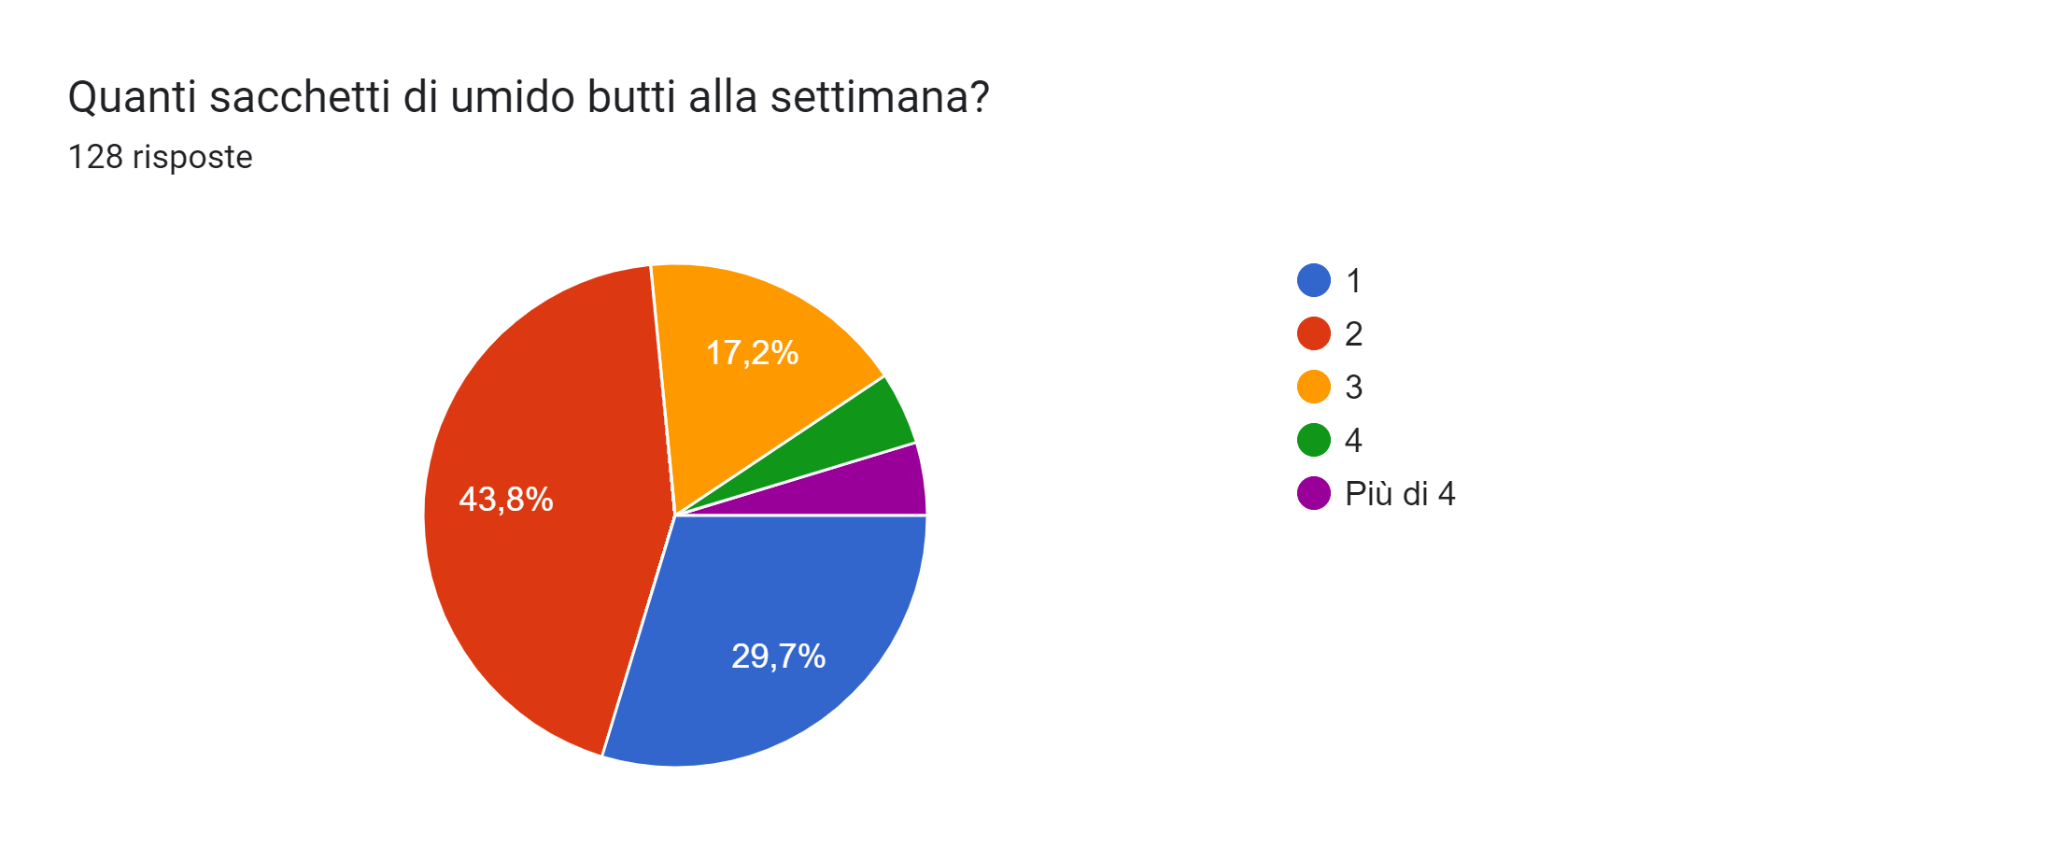 Quanti sacchetti di umido butti alla settimana?
128 risposte
17,2%
43,8%
29,7%
1
2
3
4
Più di 4